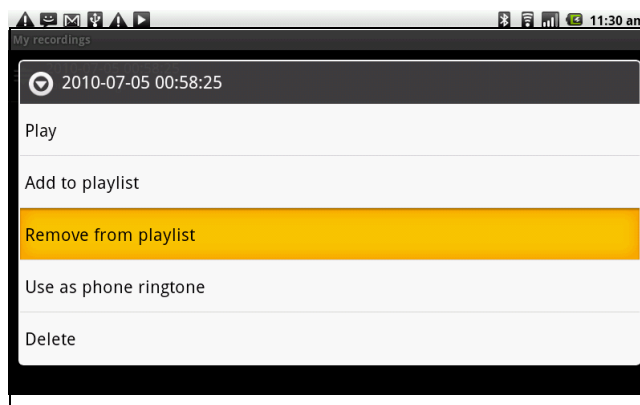 11:30 am
My recordings
2010-07-05 00:58:25
Play
Add to playlist
Remove from playlist
Use as phone ringtone
Delete